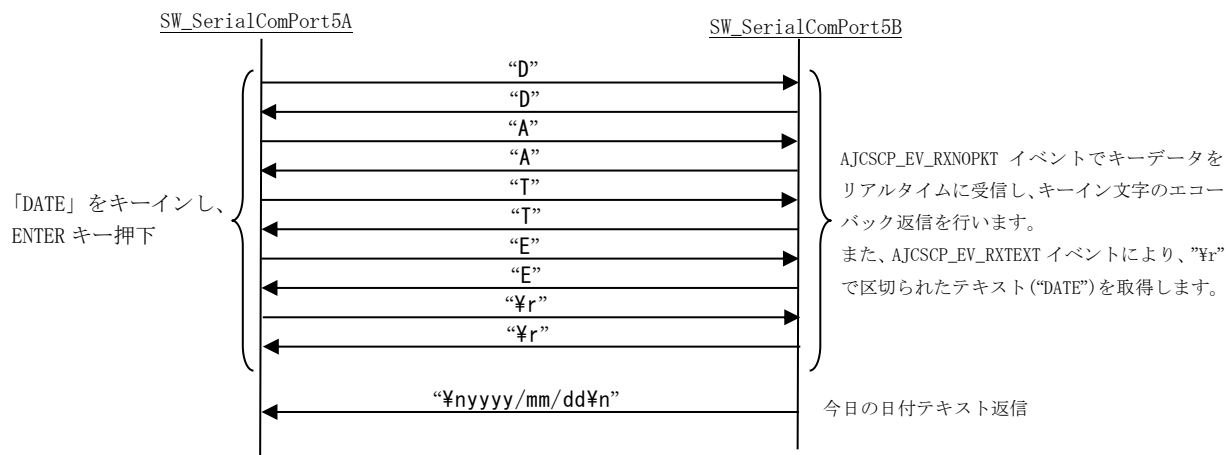 SW_SerialComPort5A
SW_SerialComPort5B
“D”
“D”
“A”
“A”
“T”
“T”
“E”
“E”
“¥r”
“¥r”
“¥nyyyy/mm/dd¥n”
「DATE」をキーインし、
ENTER キー押下
AJCSCP_EV_RXNOPKT イベントでキーデータを
リアルタイムに受信し、キーイン文字のエコー
バック返信を行います。
また、AJCSCP_EV_RXTEXT イベントにより、”¥r”
で区切られたテキスト(“DATE”)を取得します。
今日の日付テキスト返信